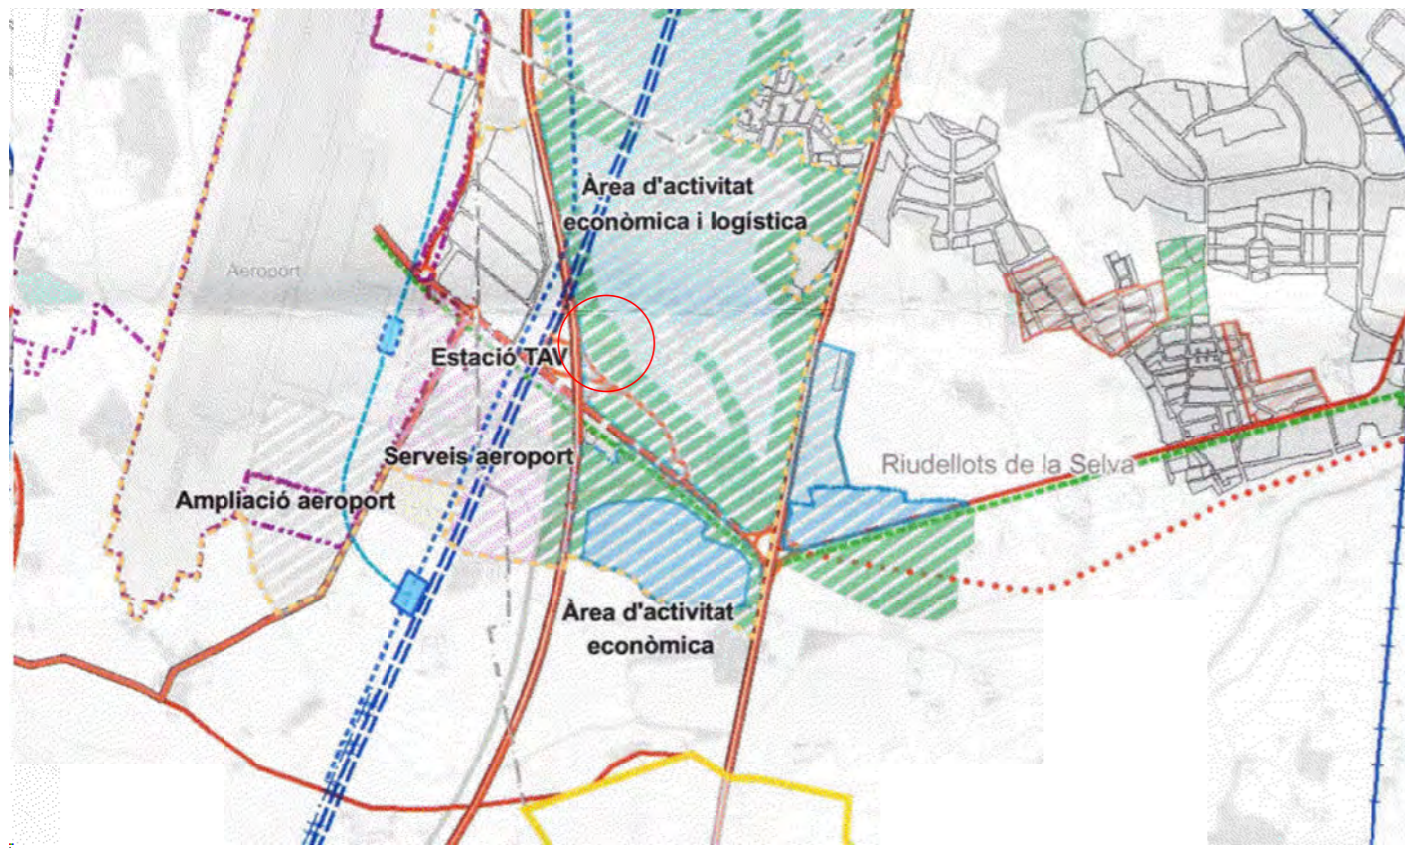 Àrea d'activitat
econòmica i logística
Aeroport
Estació TAV
Serveis aeroport
Riudellots de la Selva
Ampliació aeroport
Àrea d'activitat
econòmica